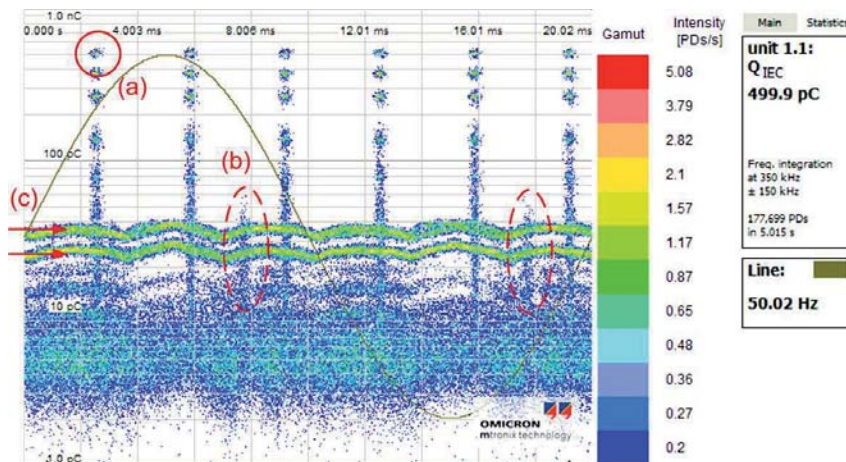 1.0 nC
0.000 s 4.003 ms 8.006 ms 12.01 ms 16.01 ms 20.02 ms
(a)
100 pC
(b)
(c)
10 pC
1.0 pC
OMICRON
mtronix technology
Gamut
Intensity
[PDs/s]
5.08
3.79
2.82
2.1
1.57
1.17
0.87
0.65
0.48
0.36
0.27
0.2
Main Statistics
unit 1.1:
QIEC
499.9 pC
Freq. integration
at 350 kHz
± 150 kHz
177,699 PDs
in 5.015 s
Line:
50.02 Hz